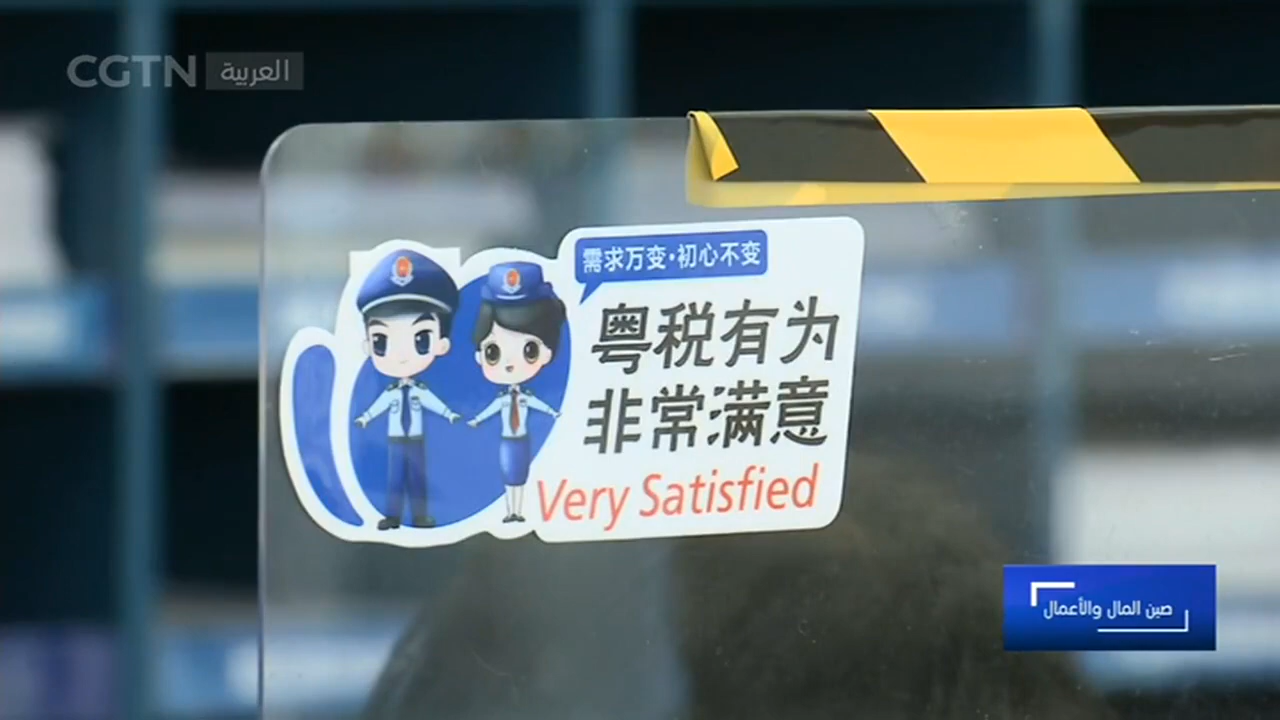 CGTN العربية
需求万变·初心不变
粤税有为
非常满意
Very Satisfied
صين المال والأعمال